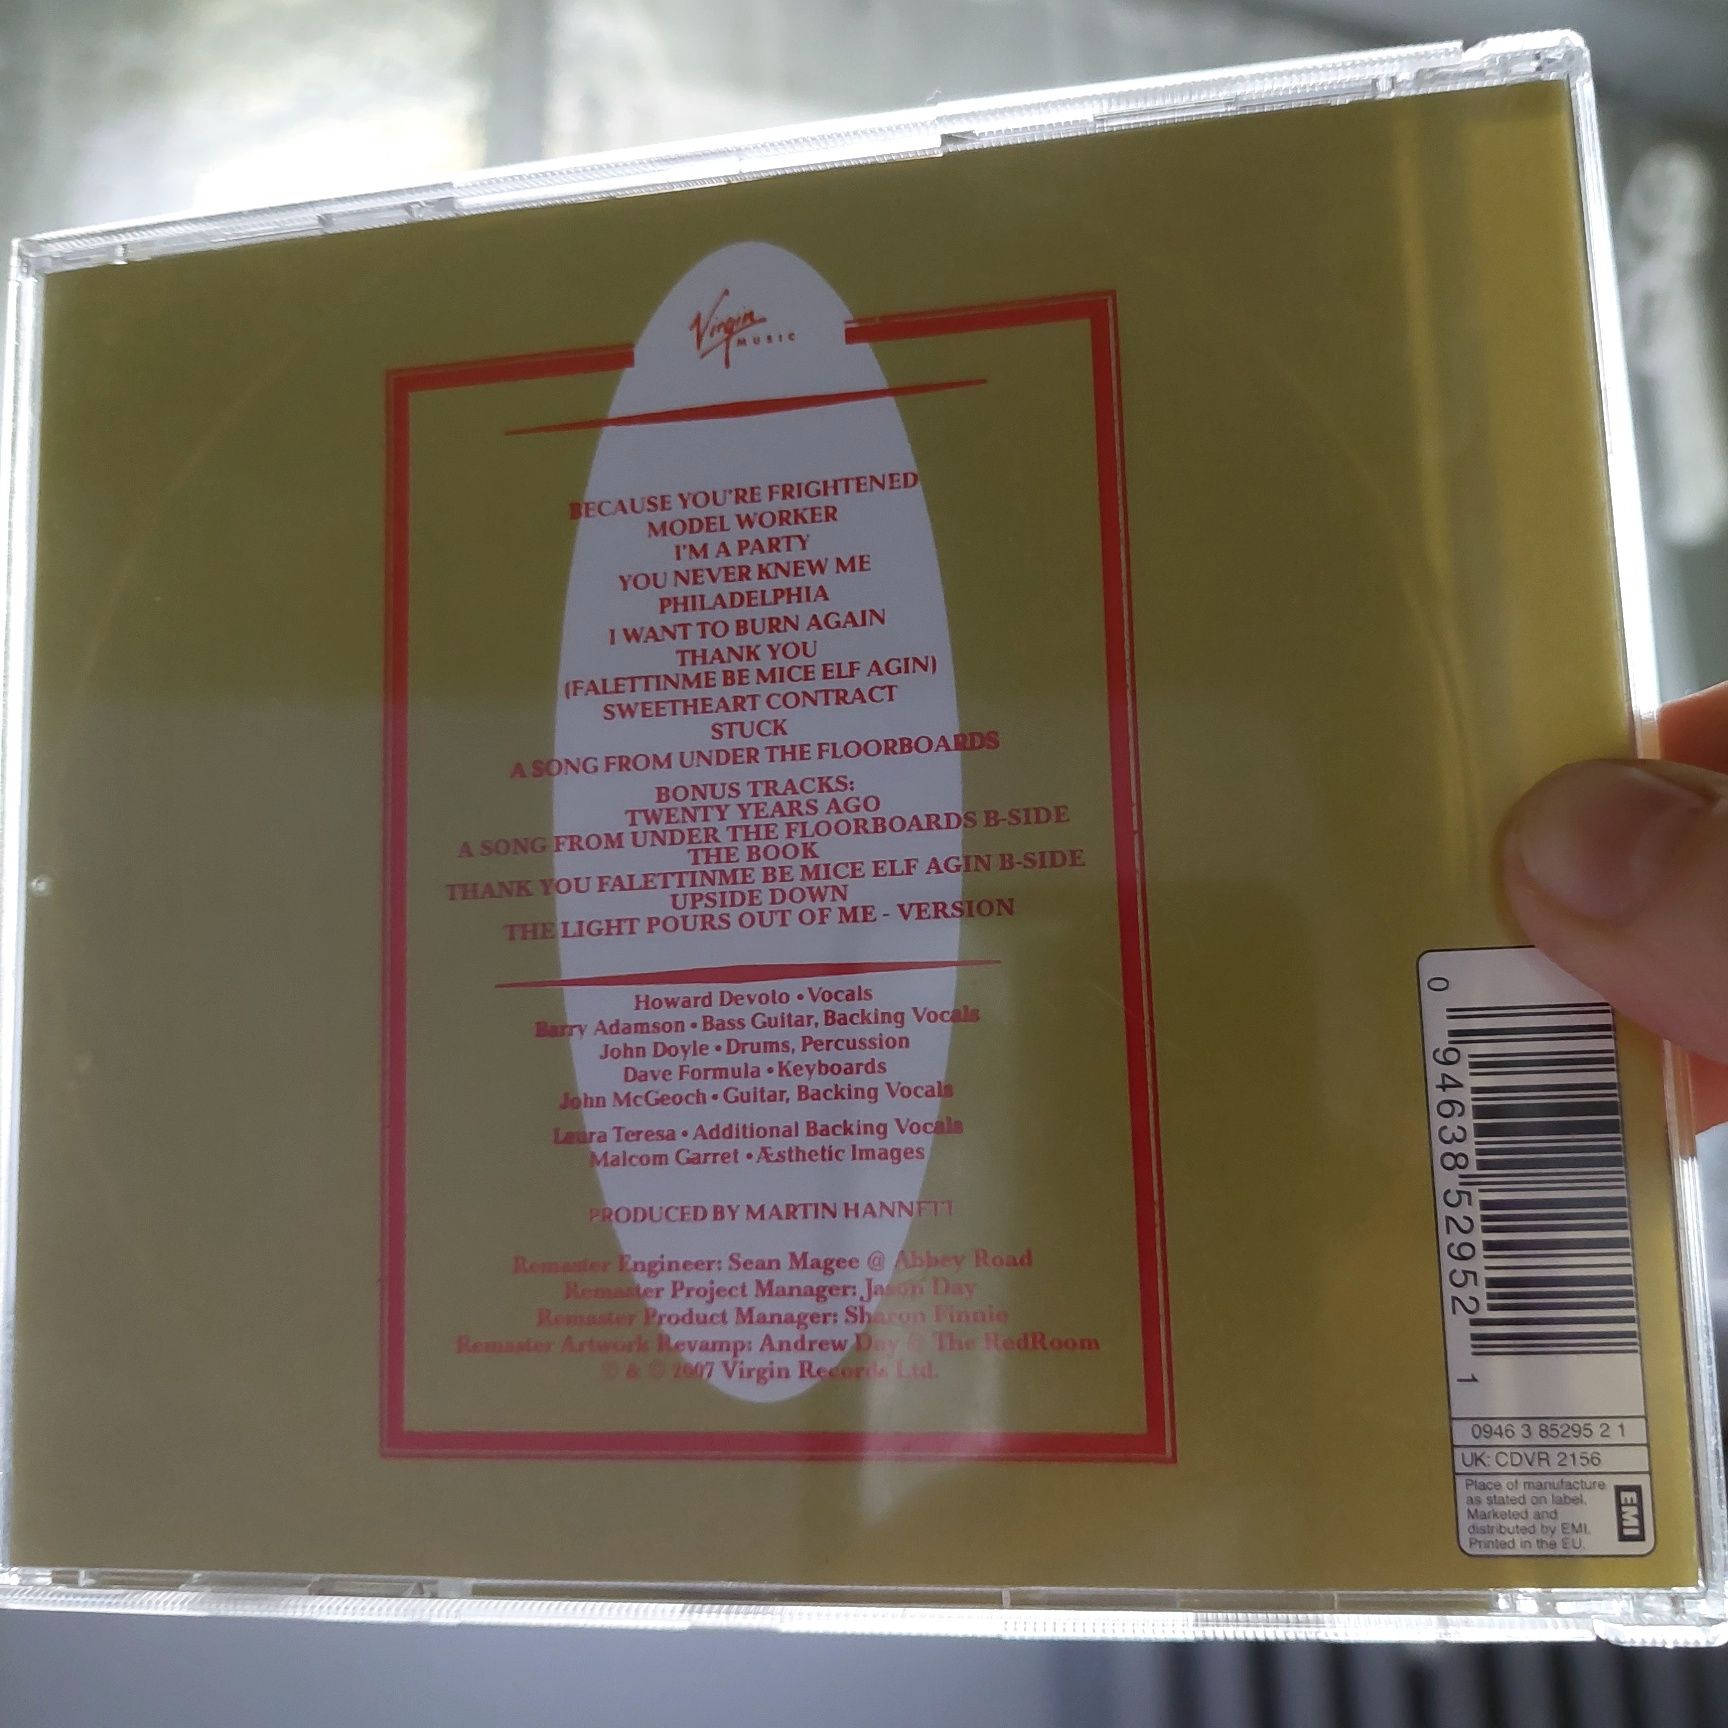 Virgin
MUSIC
BECAUSE YOU'RE FRIGHTENED
MODEL WORKER
I'M A PARTY
YOU NEVER KNEW ME
PHILADELPHIA
I WANT TO BURN AGAIN
THANK YOU
(FALETTINME BE MICE ELF AGIN)
SWEETHEART CONTRACT
STUCK
A SONG FROM UNDER THE FLOORBOARDS
BONUS TRACKS:
TWENTY YEARS AGO
A SONG FROM UNDER THE FLOORBOARDS B-SIDE
THE BOOK
THANK YOU FALETTINME BE MICE ELF AGIN B-SIDE
UPSIDE DOWN
THE LIGHT POURS OUT OF ME - VERSION
Howard Devoto • Vocals
Barry Adamson • Bass Guitar, Backing Vocals
John Doyle • Drums, Percussion
Dave Formula • Keyboards
John McGeoch • Guitar, Backing Vocals
Laura Teresa • Additional Backing Vocals
Malcom Garret • Æsthetic Images
PRODUCED BY MARTIN HANNETT
Remaster Engineer: Sean Magee @ Abbey Road
Remaster Project Manager: Jason Day
Remaster Product Manager: Sharon Finnie
Remaster Artwork Revamp: Andrew Day @ The RedRoom
℗ & © 2007 Virgin Records Ltd.
0 94638 52952 1
0946 3 85295 2 1
UK: CDVR 2156
Place of manufacture
as stated on label.
Marketed and
distributed by EMI.
Printed in the EU.
EMI